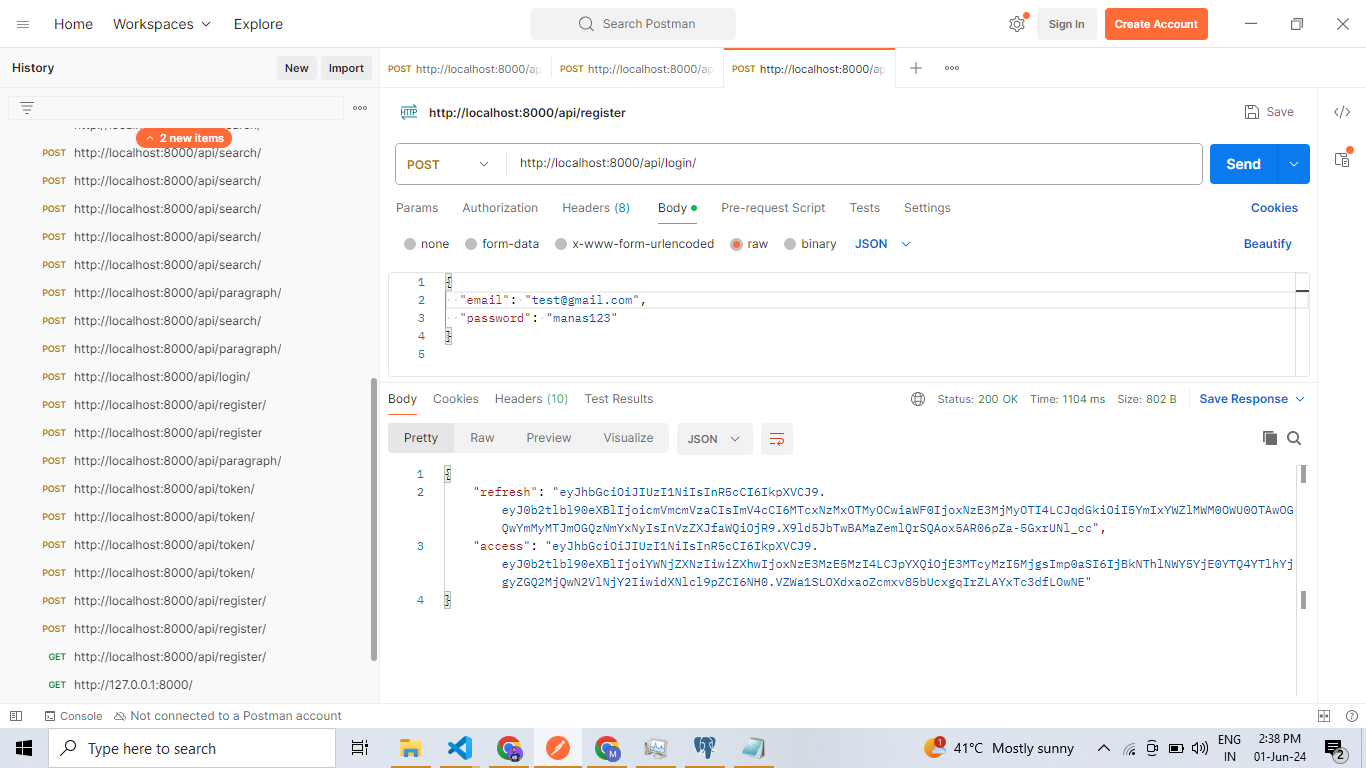 Home
Workspaces
Explore
Search Postman
Sign In
Create Account
History
New
Import
POST http://localhost:8000/ap
POST http://localhost:8000/ap
POST http://localhost:8000/ap
HTTP http://localhost:8000/api/register
Save
2 new items
POST http://localhost:8000/api/search/
POST http://localhost:8000/api/search/
POST http://localhost:8000/api/search/
POST http://localhost:8000/api/search/
POST http://localhost:8000/api/search/
POST http://localhost:8000/api/paragraph/
POST http://localhost:8000/api/search/
POST http://localhost:8000/api/paragraph/
POST http://localhost:8000/api/login/
POST http://localhost:8000/api/register/
POST http://localhost:8000/api/register
POST http://localhost:8000/api/paragraph/
POST http://localhost:8000/api/token/
POST http://localhost:8000/api/token/
POST http://localhost:8000/api/token/
POST http://localhost:8000/api/token/
POST http://localhost:8000/api/register/
POST http://localhost:8000/api/register/
GET http://localhost:8000/api/register/
GET http://127.0.0.1:8000/
POST
http://localhost:8000/api/login/
Send
Params Authorization Headers (8) Body Pre-request Script Tests Settings Cookies
none form-data x-www-form-urlencoded raw binary JSON Beautify
1 {
2 "email": "test@gmail.com",
3 "password": "manas123"
4 }
5
Body Cookies Headers (10) Test Results
Status: 200 OK Time: 1104 ms Size: 802 B Save Response
Pretty Raw Preview Visualize JSON
1 {
2 "refresh": "eyJhbGciOiJIUzI1NiIsInR5cCI6IkpXVCJ9.
3 "access": "eyJhbGciOiJIUzI1NiIsInR5cCI6IkpXVCJ9.
4 }
Console Not connected to a Postman account
Type here to search
1
M
41°C Mostly sunny
ENG
IN
2:38 PM
01-Jun-24
2